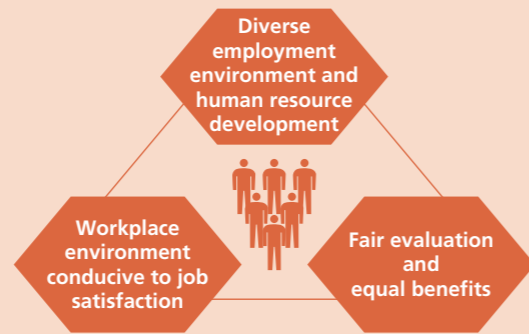 Diverse
employment
environment and
human resource
development
Workplace
environment
conducive to job
satisfaction
Fair evaluation
and
equal benefits